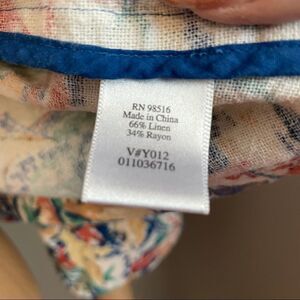 RN 98516
Made in China
66% Linen
34% Rayon
V#Y012
011036716